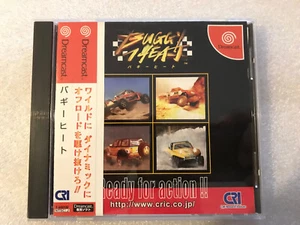 Dreamcast
Dreamcast
ワイルドに ダイナミックに
オフロードを駆け抜けろ!!
バギーヒート
CRI
Dreamcast
BUGGY
HEAT
バギーヒート
Dreamcast
Ready for action !!
http://www.cric.co.jp/
CRI